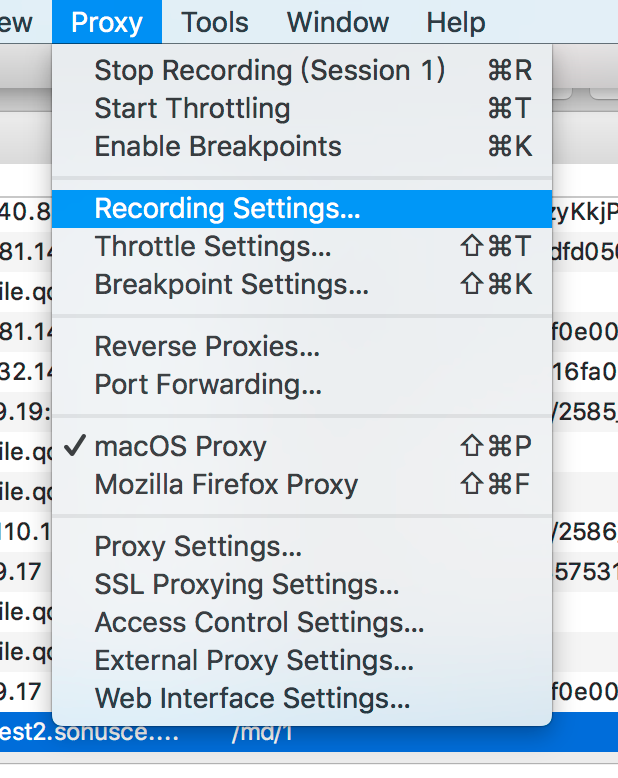 ew Proxy Tools Window Help
Stop Recording (Session 1) ⌘R
Start Throttling ⌘T
Enable Breakpoints ⌘K
40.8 Recording Settings... zyKkjP
81.14 Throttle Settings... ⇧⌘T dfd050
ile.qq Breakpoint Settings... ⇧⌘K
81.14 Reverse Proxies... f0e00
32.14 Port Forwarding... 16fa0
9.19: /2585_
ile.qq ✓ macOS Proxy ⇧⌘P
ile.qq Mozilla Firefox Proxy ⇧⌘F
110.1 Proxy Settings... /2586_
9.17 SSL Proxying Settings... 57531
ile.qq Access Control Settings...
ile.qq External Proxy Settings...
9.17 Web Interface Settings... f0e00
est2.sohusce.... /md/1